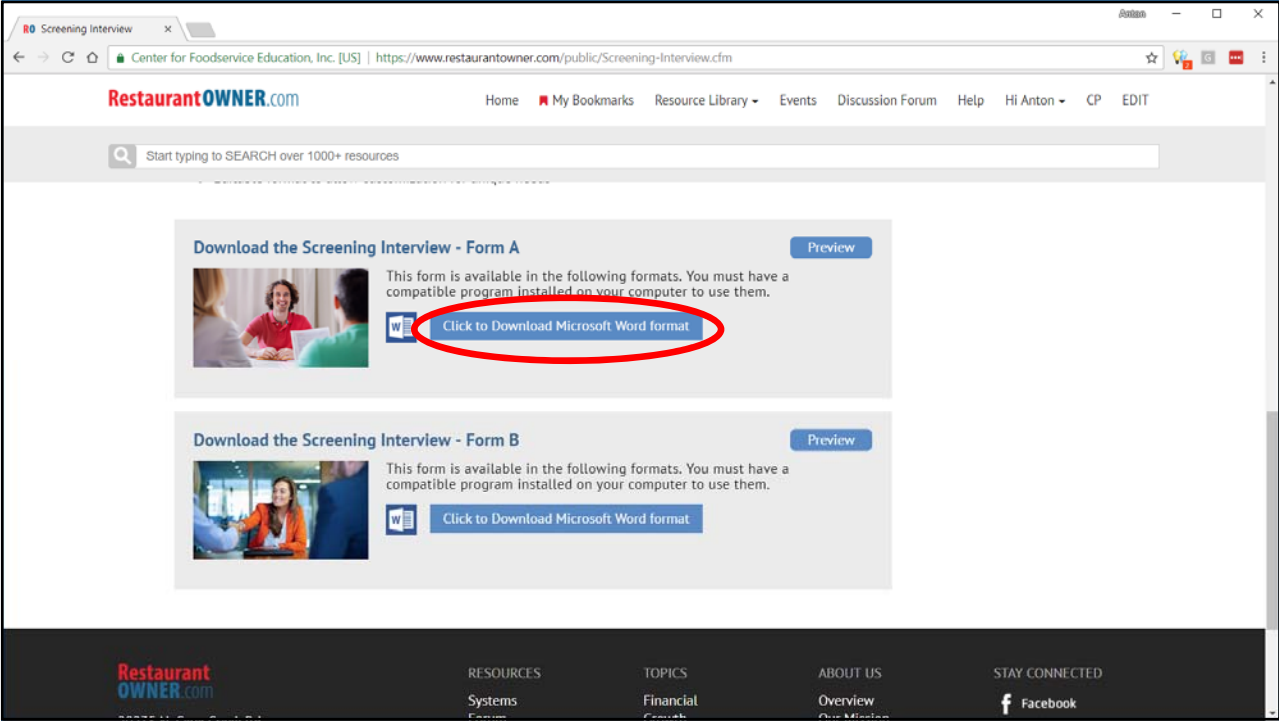 Anton
RO Screening Interview
Center for Foodservice Education, Inc. [US] | https://www.restaurantowner.com/public/Screening-Interview.cfm
RestaurantOWNER.com
Home My Bookmarks Resource Library Events Discussion Forum Help Hi Anton CP EDIT
Start typing to SEARCH over 1000+ resources
Download the Screening Interview - Form A
Preview
This form is available in the following formats. You must have a
compatible program installed on your computer to use them.
Click to Download Microsoft Word format
Download the Screening Interview - Form B
Preview
This form is available in the following formats. You must have a
compatible program installed on your computer to use them.
Click to Download Microsoft Word format
Restaurant
OWNER.com
RESOURCES TOPICS ABOUT US STAY CONNECTED
Systems Financial Overview Facebook
Forum Growth Our Mission